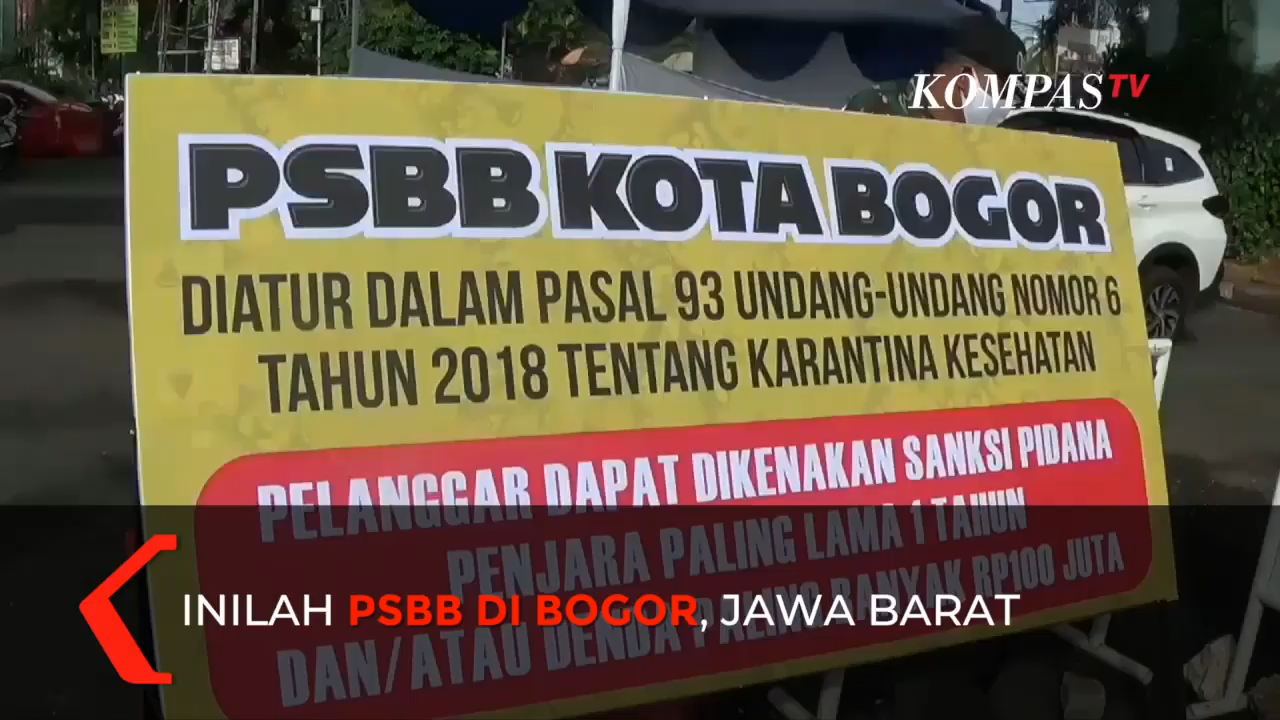 KOMPAS TV
PSBB KOTA BOGOR
DIATUR DALAM PASAL 93 UNDANG-UNDANG NOMOR 6
TAHUN 2018 TENTANG KARANTINA KESEHATAN
PELANGGAR DAPAT DIKENAKAN SANKSI PIDANA
PENJARA PALING LAMA 1 TAHUN
DAN/ATAU DENDA PALING BANYAK RP100 JUTA
INILAH PSBB DI BOGOR, JAWA BARAT